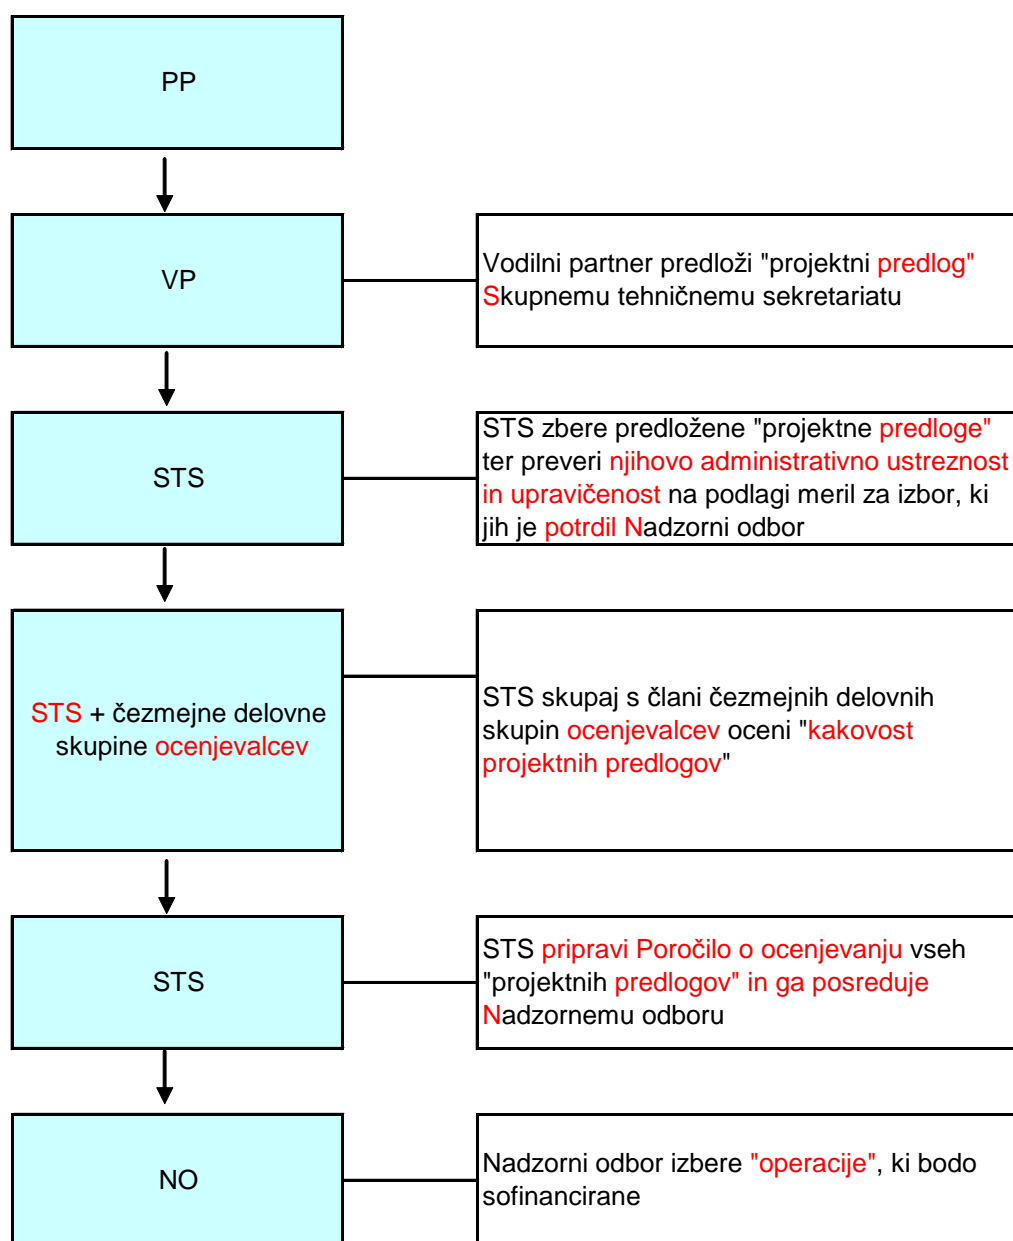 PP
VP
Vodilni partner predloži "projektni predlog"
Skupnemu tehničnemu sekretariatu
STS
STS zbere predložene "projektne predloge"
ter preveri njihovo administrativno ustreznost
in upravičenost na podlagi meril za izbor, ki
jih je potrdil Nadzorni odbor
STS + čezmejne delovne
skupine ocenjevalcev
STS skupaj s člani čezmejnih delovnih
skupin ocenjevalcev oceni "kakovost
projektnih predlogov"
STS
STS pripravi Poročilo o ocenjevanju vseh
"projektnih predlogov" in ga posreduje
Nadzornemu odboru
NO
Nadzorni odbor izbere "operacije", ki bodo
sofinancirane